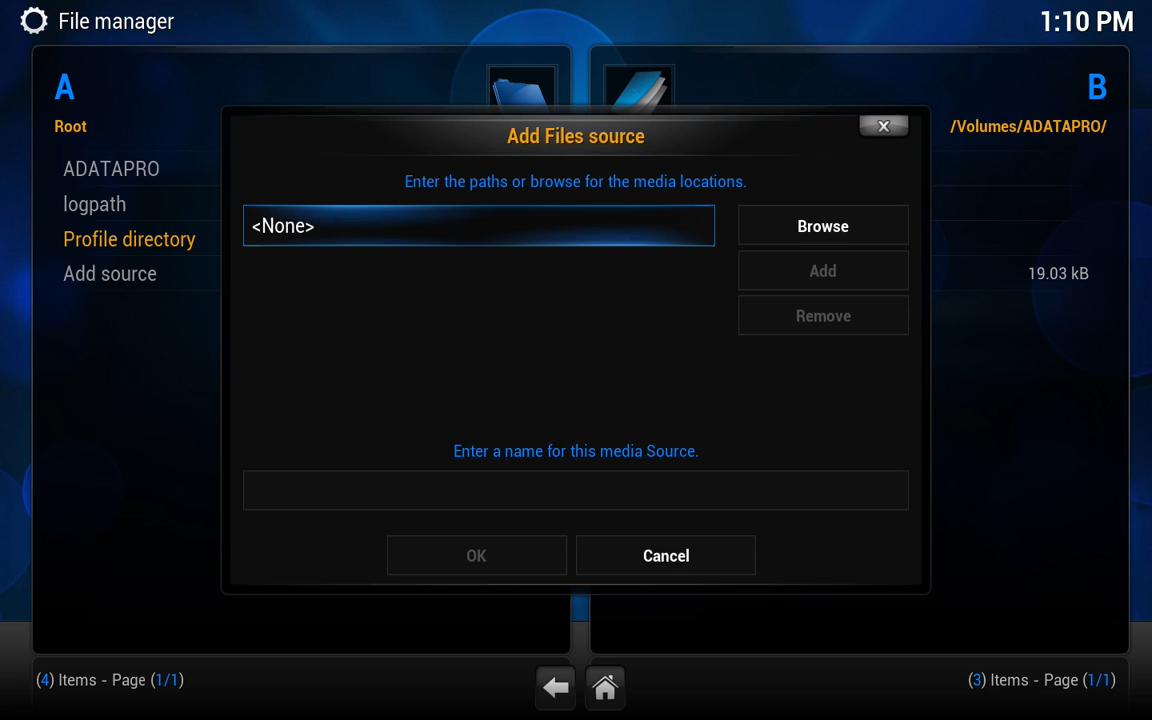 File manager
1:10 PM
A
B
Root
/Volumes/ADATAPRO/
ADATAPRO
logpath
Profile directory
Add source
19.03 kB
Add Files source
X
Enter the paths or browse for the media locations.
<None>
Browse
Add
Remove
Enter a name for this media Source.
OK
Cancel
(4) Items - Page (1/1)
(3) Items - Page (1/1)